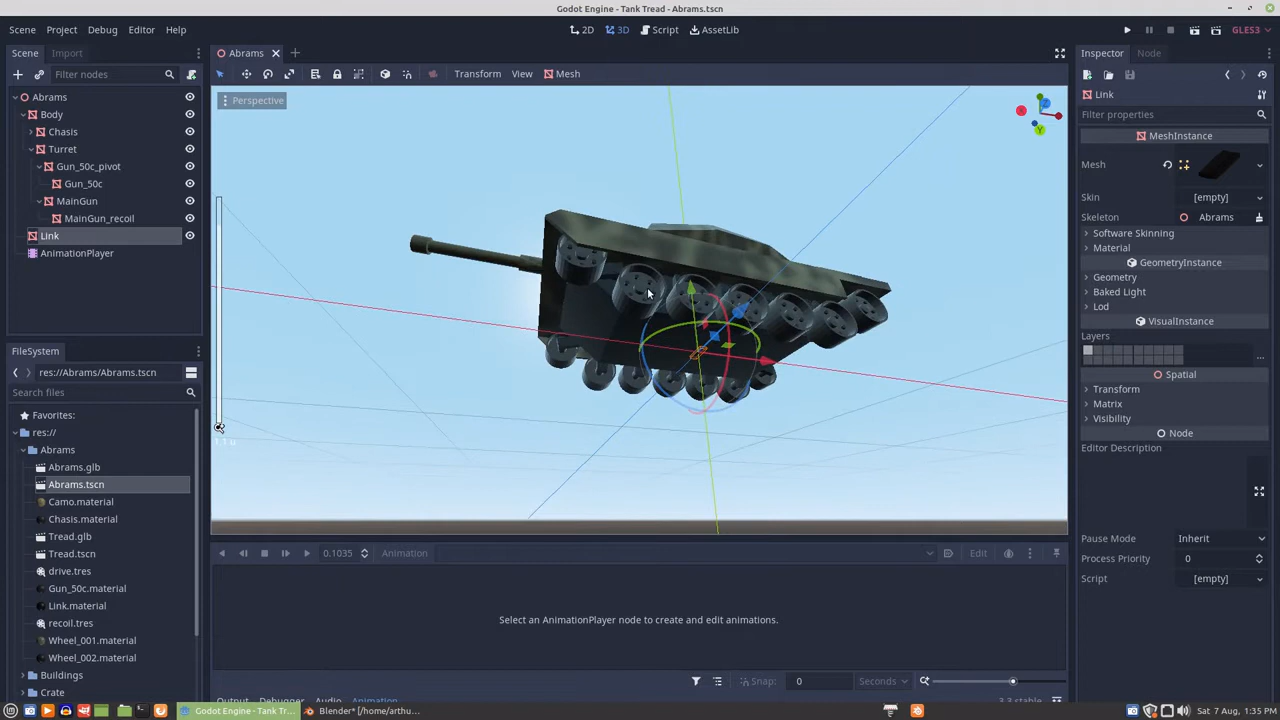 Godot Engine - Tank Tread - Abrams.tscn
Scene Project Debug Editor Help
2D 3D Script AssetLib
GLES3
Scene Import
Filter nodes
Abrams
Body
Chasis
Turret
Gun_50c_pivot
Gun_50c
MainGun
MainGun_recoil
Link
AnimationPlayer
FileSystem
res://Abrams/Abrams.tscn
Search files
Favorites:
res://
Abrams
Abrams.glb
Abrams.tscn
Camo.material
Chasis.material
Tread.glb
Tread.tscn
drive.tres
Gun_50c.material
Link.material
recoil.tres
Wheel_001.material
Wheel_002.material
Buildings
Crate
Abrams
Transform View Mesh
Perspective
X
Z
Y
0.1035 Animation Edit
Select an AnimationPlayer node to create and edit animations.
Snap: 0 Seconds
Output Debugger Audio Animation 3.3.stable
Inspector Node
Link
Filter properties
MeshInstance
Mesh
Skin [empty]
Skeleton Abrams
Software Skinning
Material
GeometryInstance
Geometry
Baked Light
Lod
VisualInstance
Layers
Spatial
Transform
Matrix
Visibility
Node
Editor Description
Pause Mode Inherit
Process Priority 0
Script [empty]
Godot Engine - Tank Tr... Blender* [/home/arthu... Sat 7 Aug, 1:35 PM